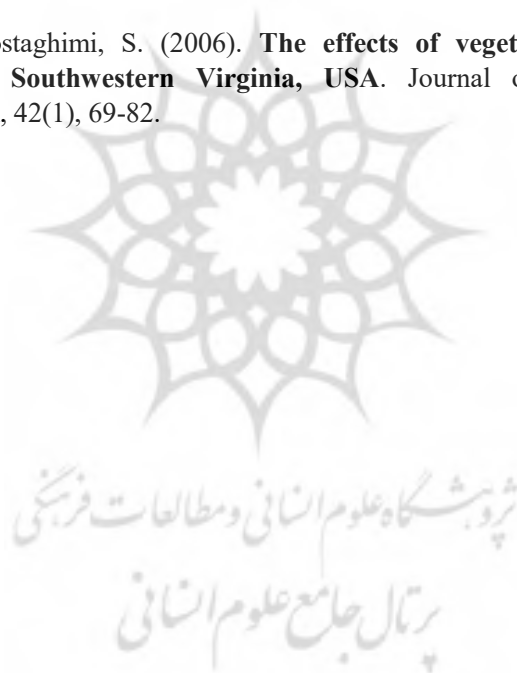 ostaghimi, S. (2006). The effects of veget
Southwestern Virginia, USA. Journal o
, 42(1), 69-82.
پژوهشگاه علوم انسانی و مطالعات فرهنگی
پرتال جامع علوم انسانی